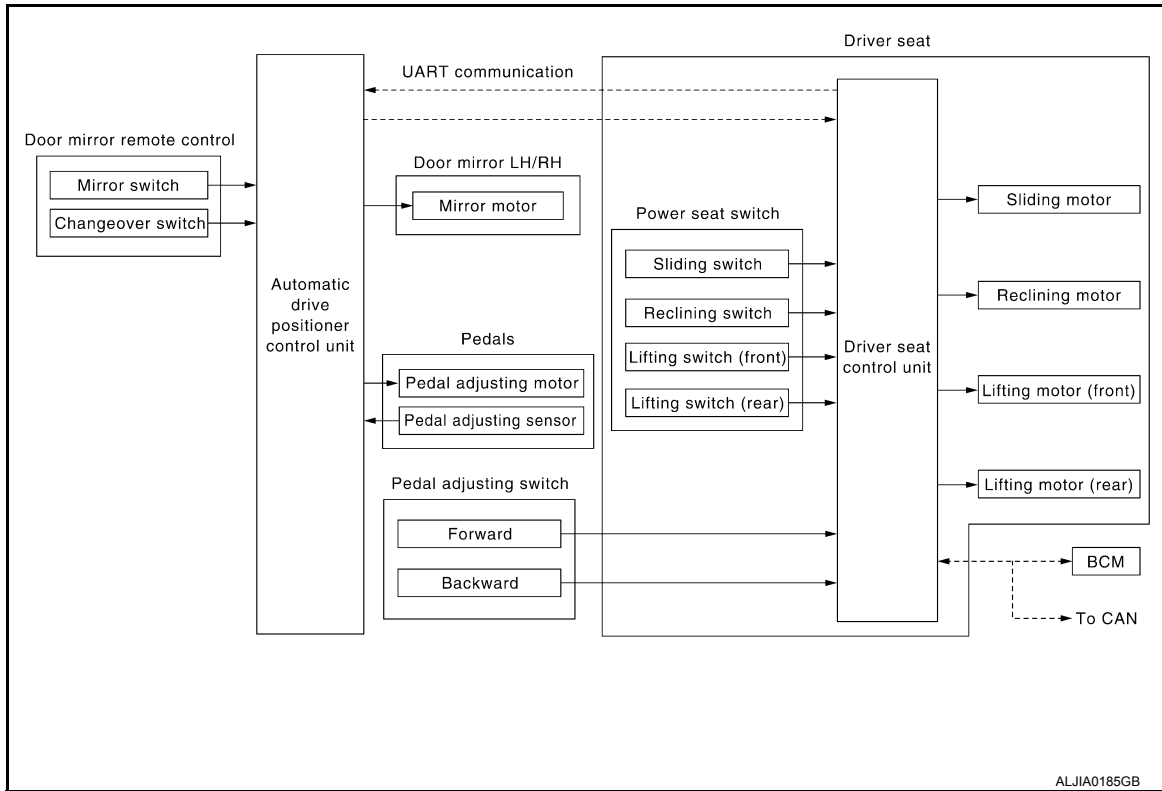 Driver seat
UART communication
Door mirror remote control
Mirror switch
Changeover switch
Automatic
drive
positioner
control unit
Door mirror LH/RH
Mirror motor
Pedals
Pedal adjusting motor
Pedal adjusting sensor
Pedal adjusting switch
Forward
Backward
Power seat switch
Sliding switch
Reclining switch
Lifting switch (front)
Lifting switch (rear)
Driver seat
control unit
Sliding motor
Reclining motor
Lifting motor (front)
Lifting motor (rear)
BCM
To CAN
ALJIA0185GB